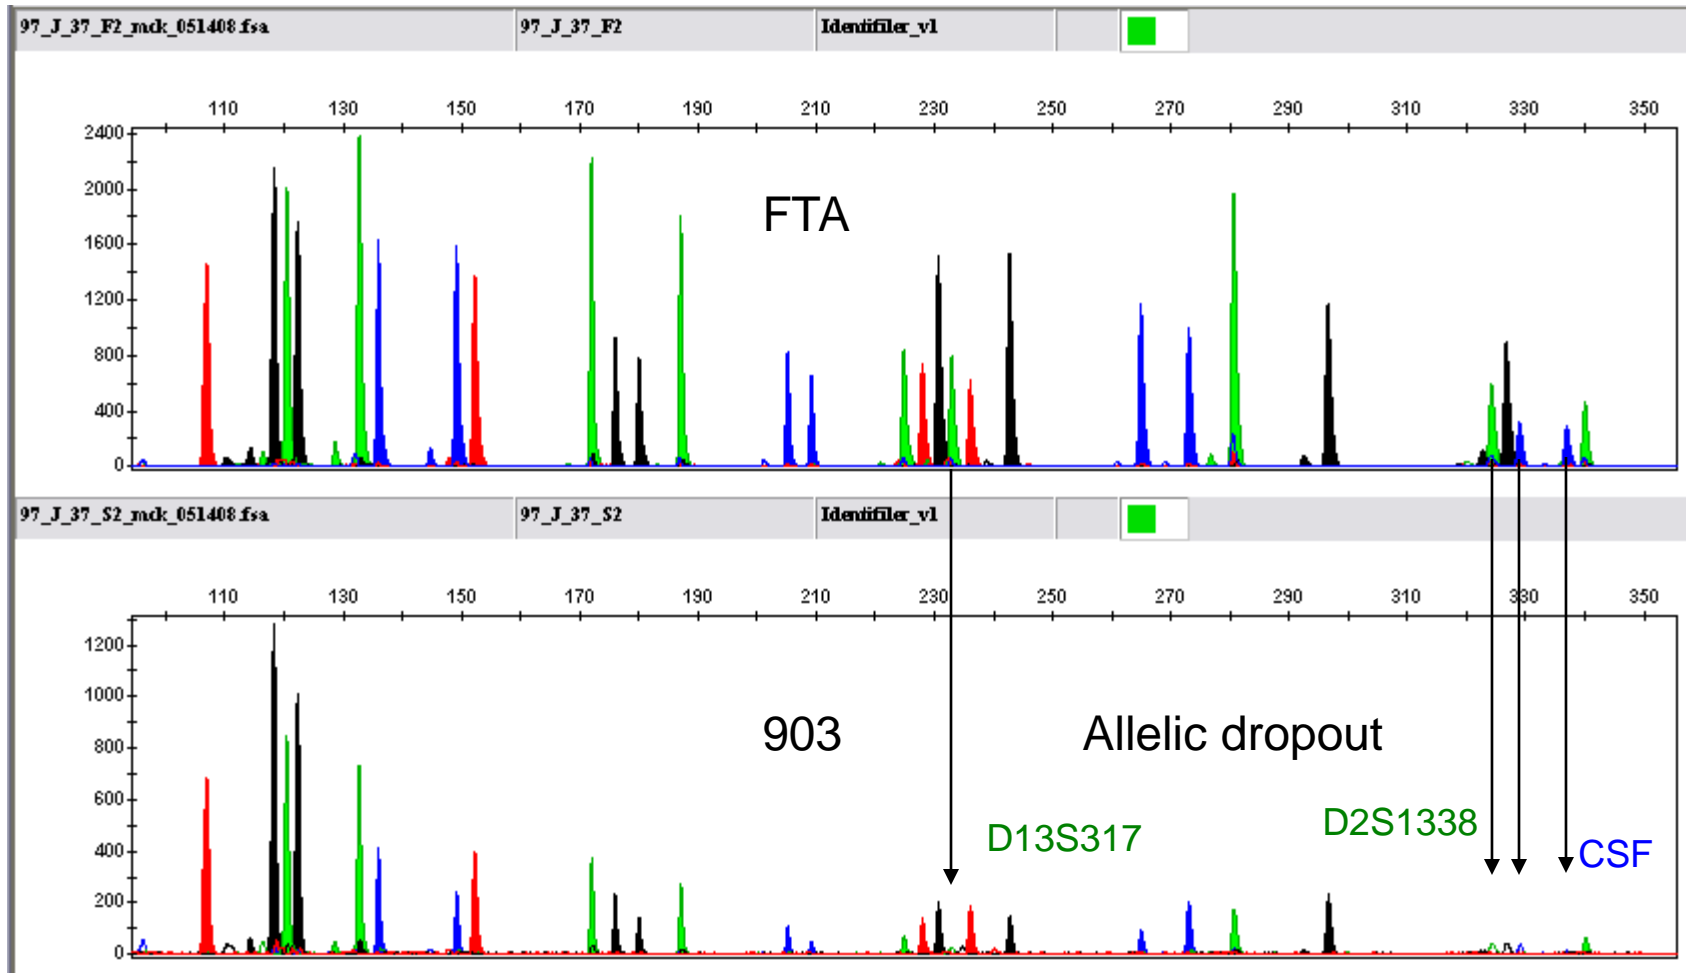 97_J_37_F2_mck_051408.fsa 97_J_37_F2 Identifiler_v1
110 130 150 170 190 210 230 250 270 290 310 330 350
2400
2000
1600
1200
800
400
0
FTA
97_J_37_S2_mck_051408.fsa 97_J_37_S2 Identifiler_v1
110 130 150 170 190 210 230 250 270 290 310 330 350
1200
1000
800
600
400
200
0
903 Allelic dropout
D13S317 D2S1338
CSF